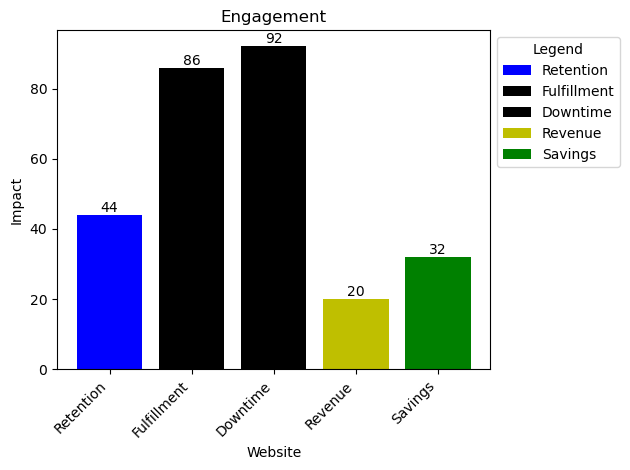 Engagement
Legend
Retention
Fulfillment
Downtime
Revenue
Savings
Impact
80
60
40
20
0
44
86
92
20
32
Retention
Fulfillment
Downtime
Revenue
Savings
Website